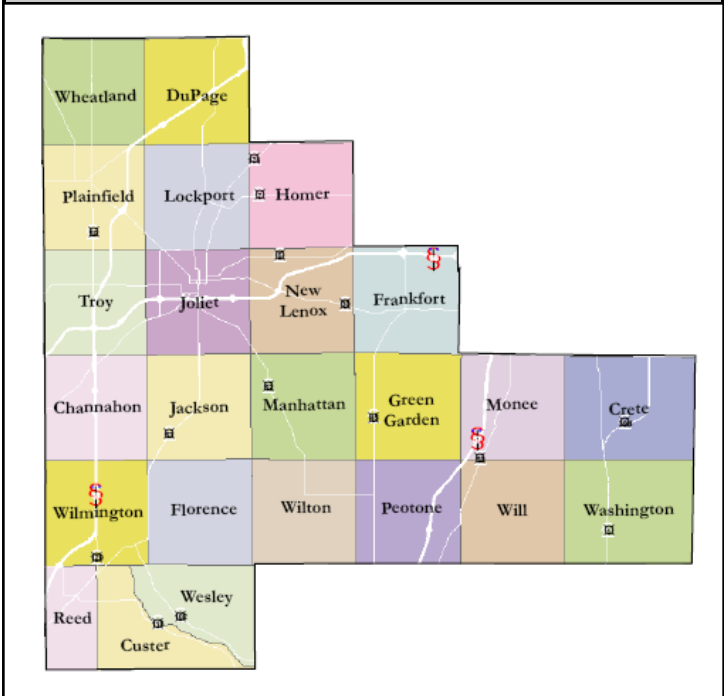 Wheatland
DuPage
Plainfield
Lockport
Homer
Troy
Joliet
New
Lenox
Frankfort
Channahon
Jackson
Manhattan
Green
Garden
Monee
Crete
Wilmington
Florence
Wilton
Peotone
Will
Washington
Reed
Custer
Wesley